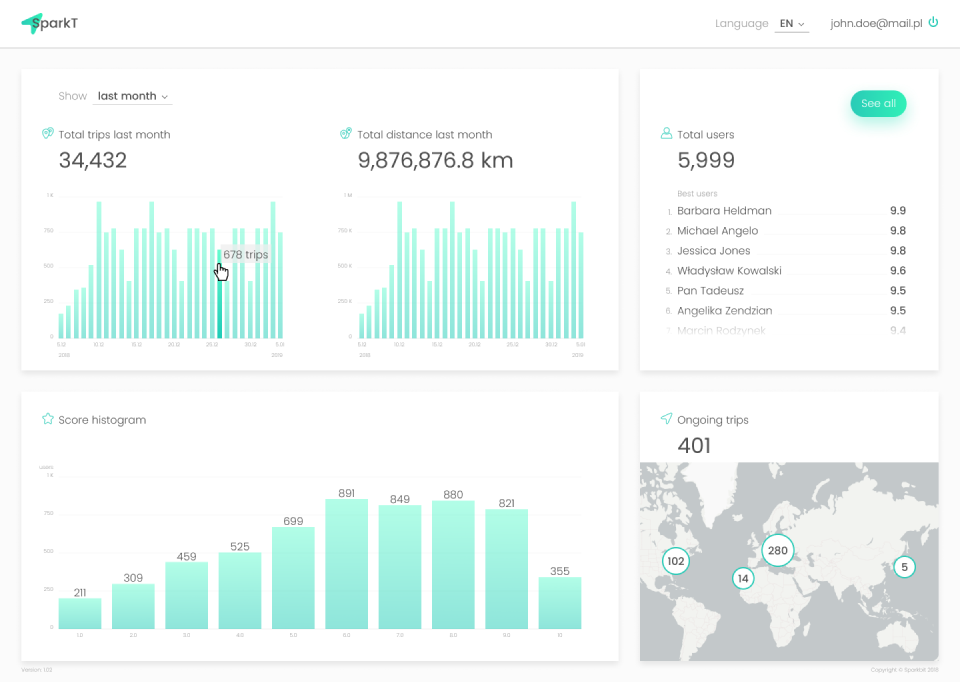 SparkT
Language EN
john.doe@mail.pl
Show last month
Total trips last month
34,432
1 K
750
500
250
0
678 trips
5.12 10.12 15.12 20.12 25.12 30.12 5.01
2018 2019
Total distance last month
9,876,876.8 km
1 M
750 K
500 K
250 K
0
5.12 10.12 15.12 20.12 25.12 30.12 5.01
2018 2019
See all
Total users
5,999
Best users
1. Barbara Heldman 9.9
2. Michael Angelo 9.8
3. Jessica Jones 9.8
4. Władysław Kowalski 9.6
5. Pan Tadeusz 9.5
6. Angelika Zendzian 9.5
7. Marcin Rodzynek 9.4
Score histogram
users
1 K
750
500
250
0
211
309
459
525
699
891
849
880
821
355
1.0 2.0 3.0 4.0 5.0 6.0 7.0 8.0 9.0 10
Ongoing trips
401
102
280
14
5
Version 1.02